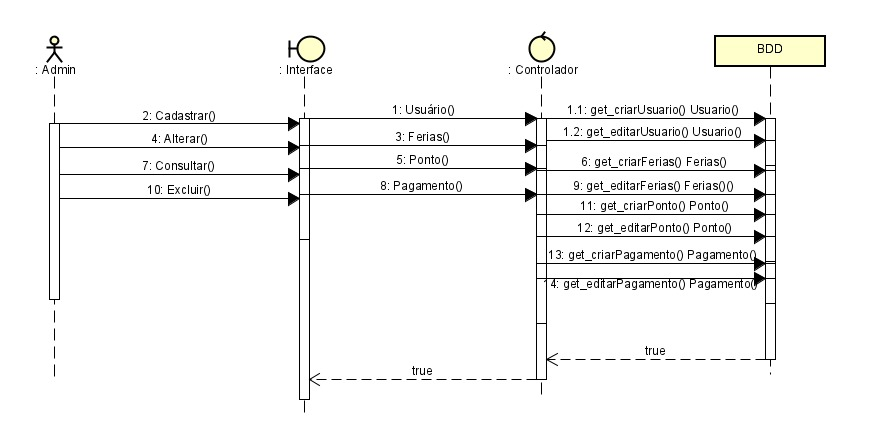 BDD
: Admin
: Interface
: Controlador
2: Cadastrar()
1: Usuário()
1.1: get_criarUsuario() Usuario()
4: Alterar()
3: Ferias()
1.2: get_editarUsuario() Usuario()
7: Consultar()
5: Ponto()
6: get_criarFerias() Ferias()
10: Excluir()
8: Pagamento()
9: get_editarFerias() Ferias()()
11: get_criarPonto() Ponto()
12: get_editarPonto() Ponto()
13: get_criarPagamento() Pagamento()
14: get_editarPagamento() Pagamento()
true
true